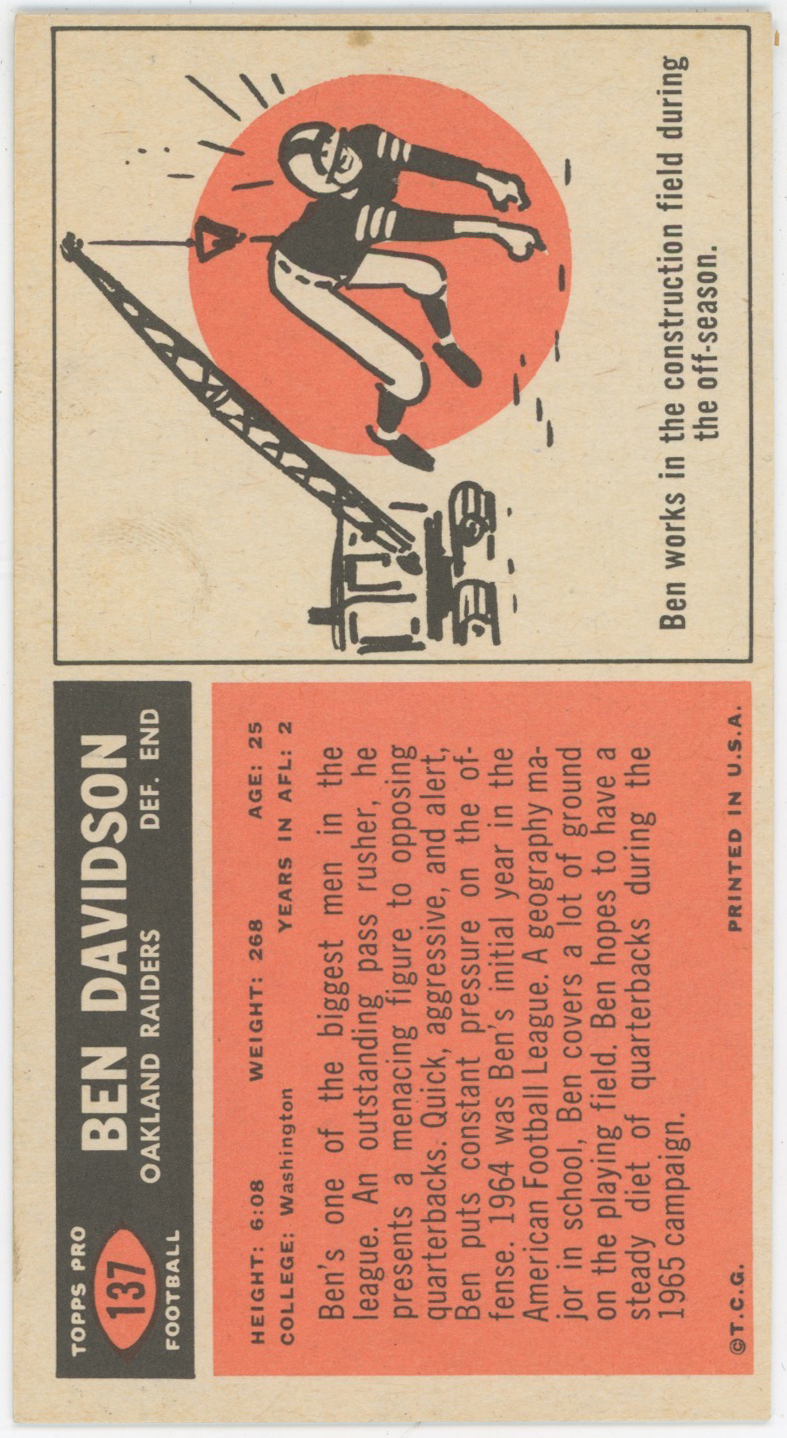 TOPPS PRO
137
FOOTBALL
BEN DAVIDSON
OAKLAND RAIDERS DEF. END
HEIGHT: 6:08 WEIGHT: 268 AGE: 25
COLLEGE: Washington YEARS IN AFL: 2
Ben's one of the biggest men in the
league. An outstanding pass rusher, he
presents a menacing figure to opposing
quarterbacks. Quick, aggressive, and alert,
Ben puts constant pressure on the of-
fense. 1964 was Ben's initial year in the
American Football League. A geography ma-
jor in school, Ben covers a lot of ground
on the playing field. Ben hopes to have a
steady diet of quarterbacks during the
1965 campaign.
©T.C.G. PRINTED IN U.S.A.
Ben works in the construction field during
the off-season.